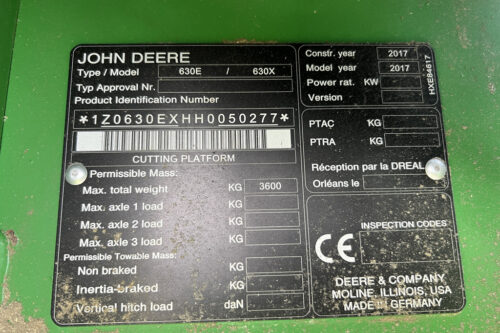 JOHN DEERE
Type / Model 630E / 630X
Typ Approval Nr.
Product Identification Number
*1Z0630EXHH0050277*
CUTTING PLATFORM
Permissible Mass:
Max. total weight KG 3600
Max. axle 1 load KG
Max. axle 2 load KG
Max. axle 3 load KG
Permissible Towable Mass:
Non braked KG
Inertia-braked KG
Vertical hitch load daN
Constr. year 2017
Model year 2017
Power rat. KW
Version
HXE84617
PTAC KG
PTRA KG
Réception par la DREAL
Orléans le
INSPECTION CODES
CE
DEERE & COMPANY
MOLINE, ILLINOIS, USA
MADE IN GERMANY